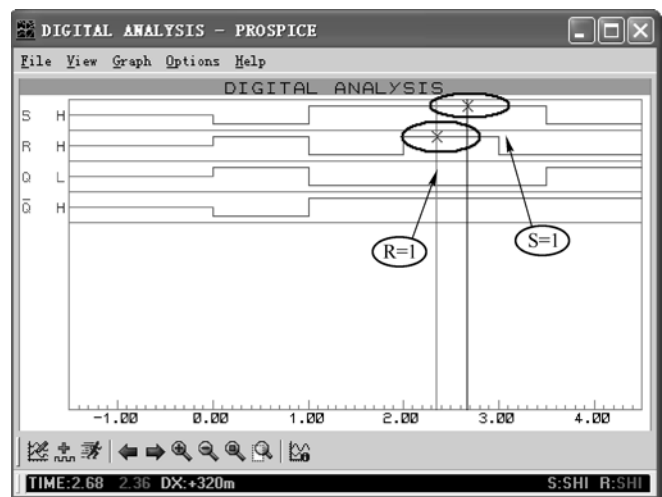 DIGITAL ANALYSIS - PROSPICE
File View Graph Options Help
DIGITAL ANALYSIS
S H
R H
Q L
Q̅ H
R=1
S=1
-1.00 0.00 1.00 2.00 3.00 4.00
TIME:2.68 2.36 DX:+320m S:SHI R:SHI